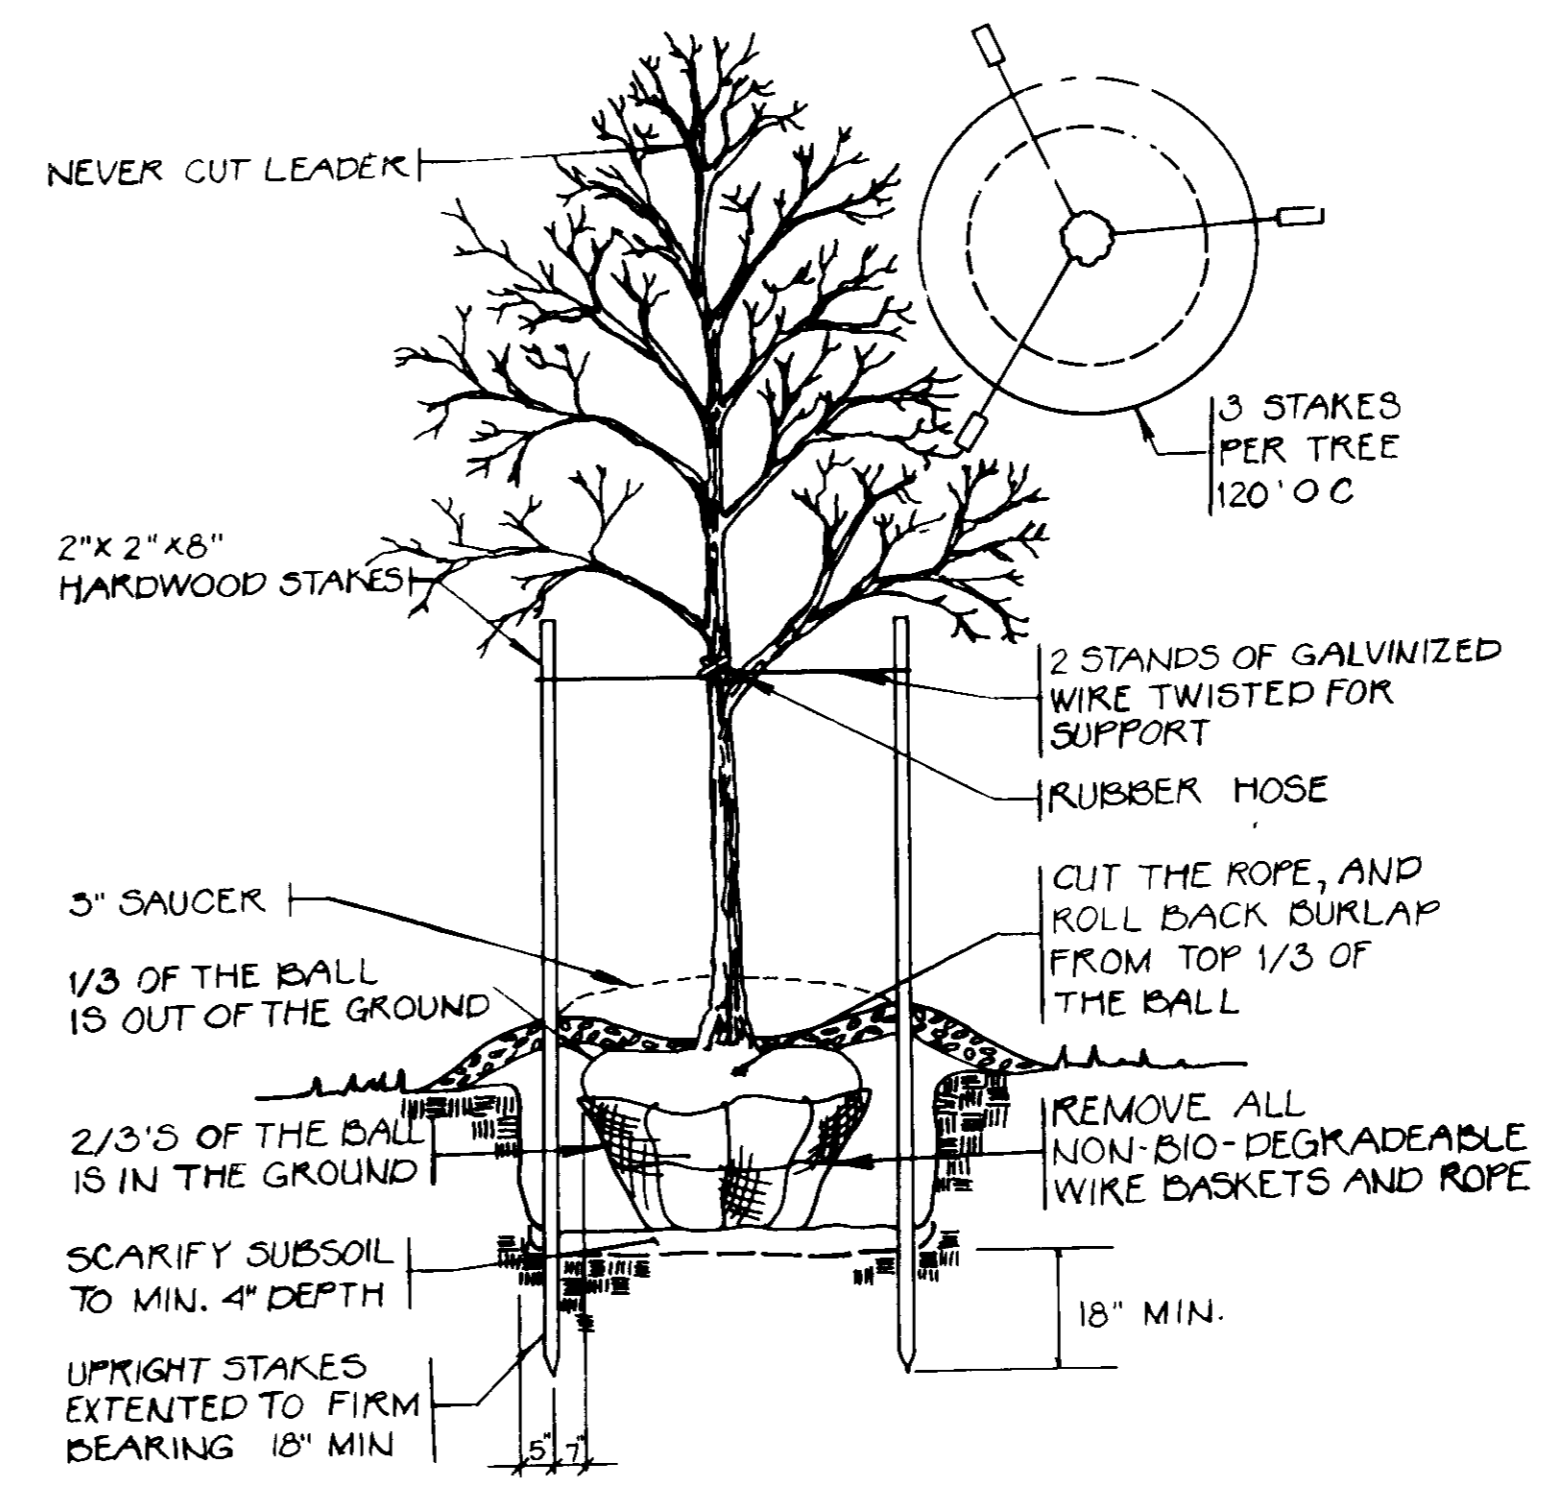 NEVER CUT LEADER
3 STAKES
PER TREE
120' O C
2" X 2" X 8"
HARDWOOD STAKES
2 STANDS OF GALVINIZED
WIRE TWISTED FOR
SUPPORT
RUBBER HOSE
CUT THE ROPE, AND
ROLL BACK BURLAP
FROM TOP 1/3 OF
THE BALL
3" SAUCER
1/3 OF THE BALL
IS OUT OF THE GROUND
2/3'S OF THE BALL
IS IN THE GROUND
REMOVE ALL
NON-BIO-DEGRADEABLE
WIRE BASKETS AND ROPE
SCARIFY SUBSOIL
TO MIN. 4" DEPTH
18" MIN.
UPRIGHT STAKES
EXTENTED TO FIRM
BEARING 18" MIN
5" 7"